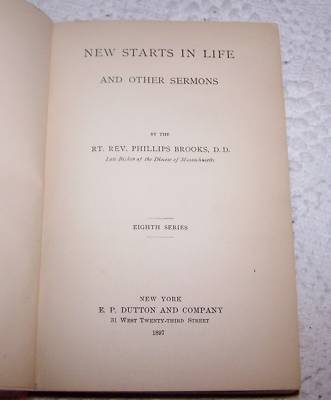 NEW STARTS IN LIFE
AND OTHER SERMONS
BY THE
RT. REV. PHILLIPS BROOKS, D.D.
Late Bishop of the Diocese of Massachusetts
EIGHTH SERIES
NEW YORK
E. P. DUTTON AND COMPANY
31 WEST TWENTY-THIRD STREET
1897